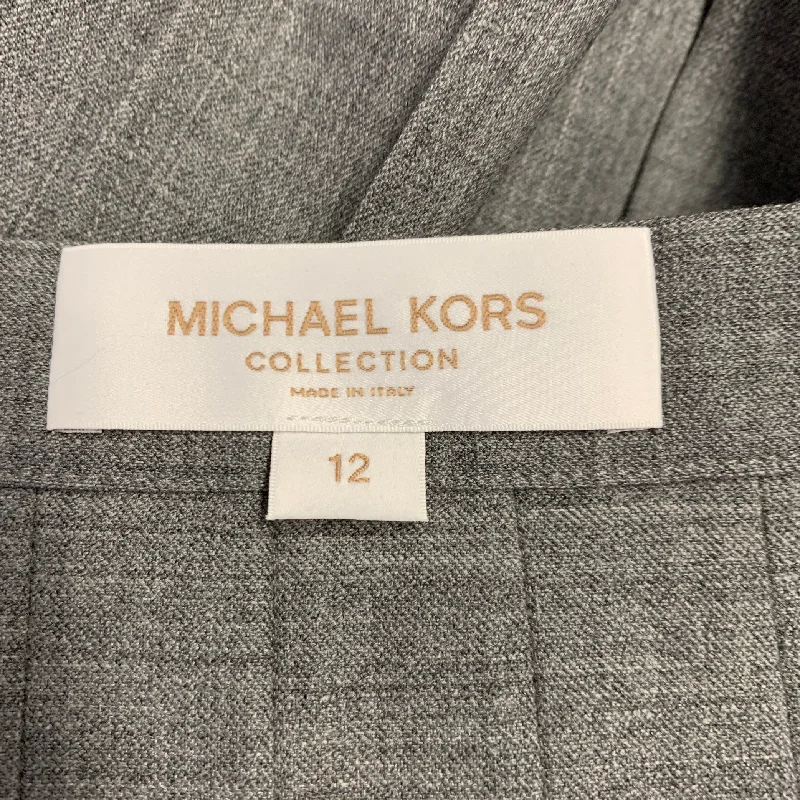 MICHAEL KORS
COLLECTION
MADE IN ITALY
12